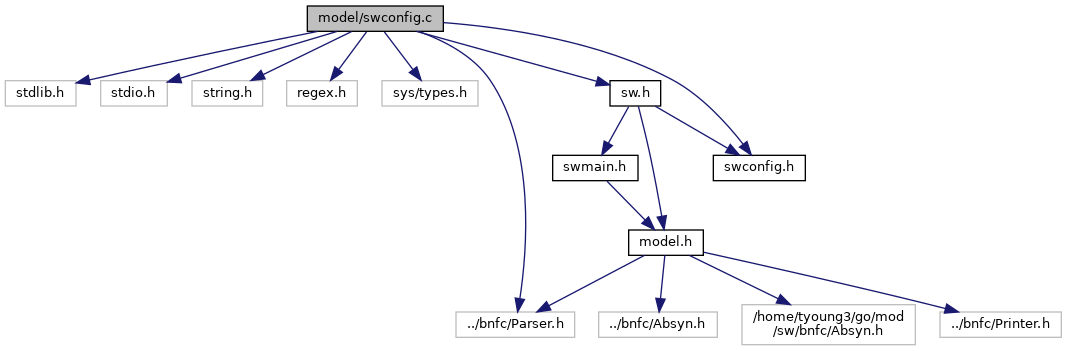 model/swconfig.c
stdlib.h
stdio.h
string.h
regex.h
sys/types.h
sw.h
swmain.h
swconfig.h
model.h
../bnfc/Parser.h
../bnfc/Absyn.h
/home/tyoung3/go/mod
/sw/bnfc/Absyn.h
../bnfc/Printer.h